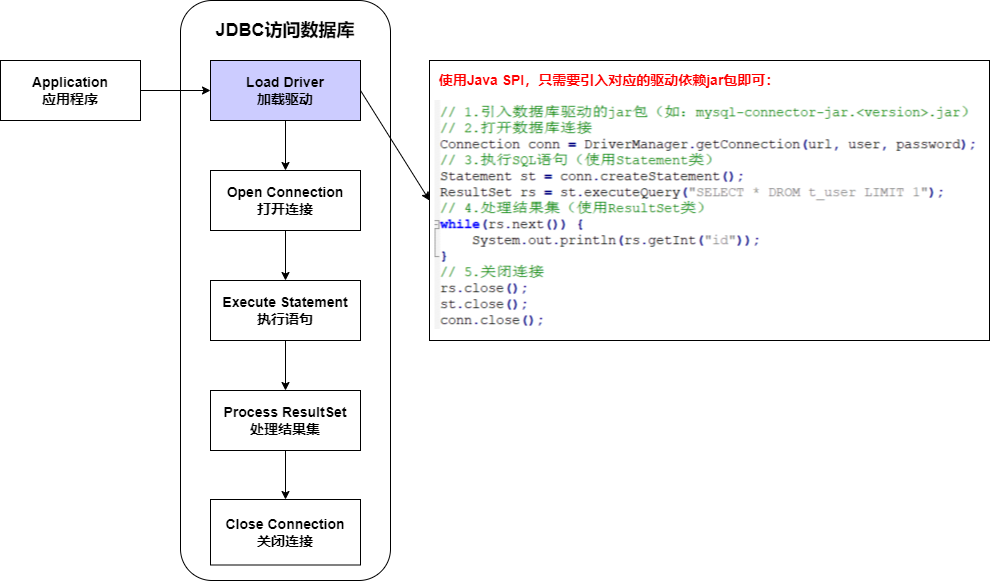 JDBC访问数据库
Application
应用程序
Load Driver
加载驱动
Open Connection
打开连接
Execute Statement
执行语句
Process ResultSet
处理结果集
Close Connection
关闭连接
使用Java SPI，只需要引入对应的驱动依赖jar包即可：
// 1.引入数据库驱动的jar包（如：mysql-connector-jar.<version>.jar）
// 2.打开数据库连接
Connection conn = DriverManager.getConnection(url, user, password);
// 3.执行SQL语句（使用Statement类）
Statement st = conn.createStatement();
ResultSet rs = st.executeQuery("SELECT * DROM t_user LIMIT 1");
// 4.处理结果集（使用ResultSet类）
while(rs.next()) {
System.out.println(rs.getInt("id"));
}
// 5.关闭连接
rs.close();
st.close();
conn.close();